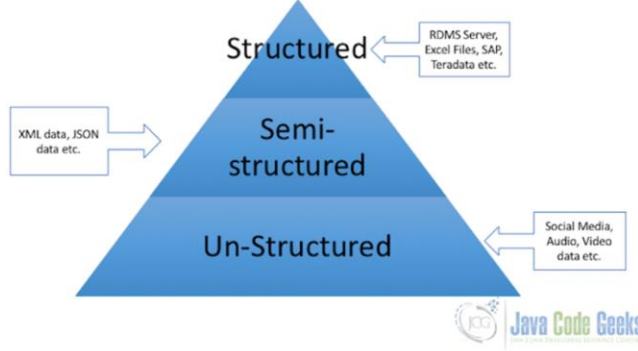 Structured
RDMS Server,
Excel Files, SAP,
Teradata etc.
XML data, JSON
data etc.
Semi-
structured
Un-Structured
Social Media,
Audio, Video
data etc.
JCG
Java Code Geeks